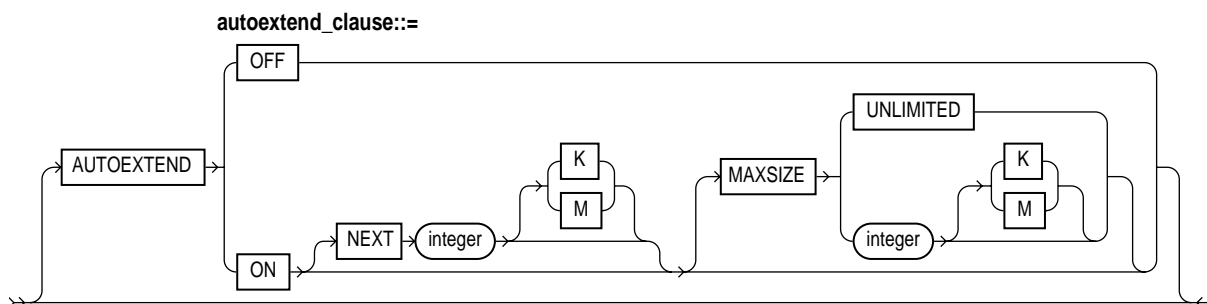 autoextend_clause::=
OFF
UNLIMITED
K
K
AUTOEXTEND
MAXSIZE
M
M
NEXT
integer
integer
ON